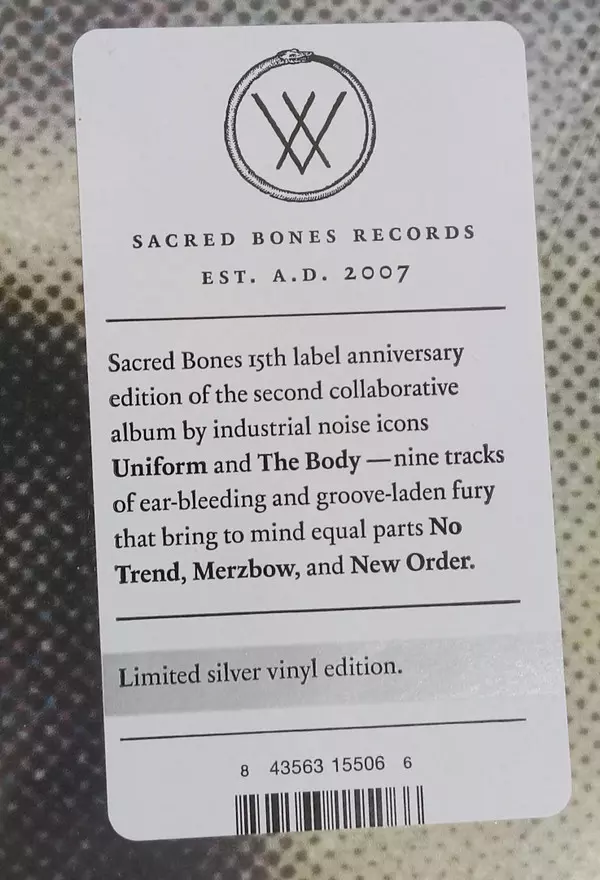 SACRED BONES RECORDS
EST. A.D. 2007
Sacred Bones 15th label anniversary
edition of the second collaborative
album by industrial noise icons
Uniform and The Body—nine tracks
of ear-bleeding and groove-laden fury
that bring to mind equal parts No
Trend, Merzbow, and New Order.
Limited silver vinyl edition.
8 43563 15506 6